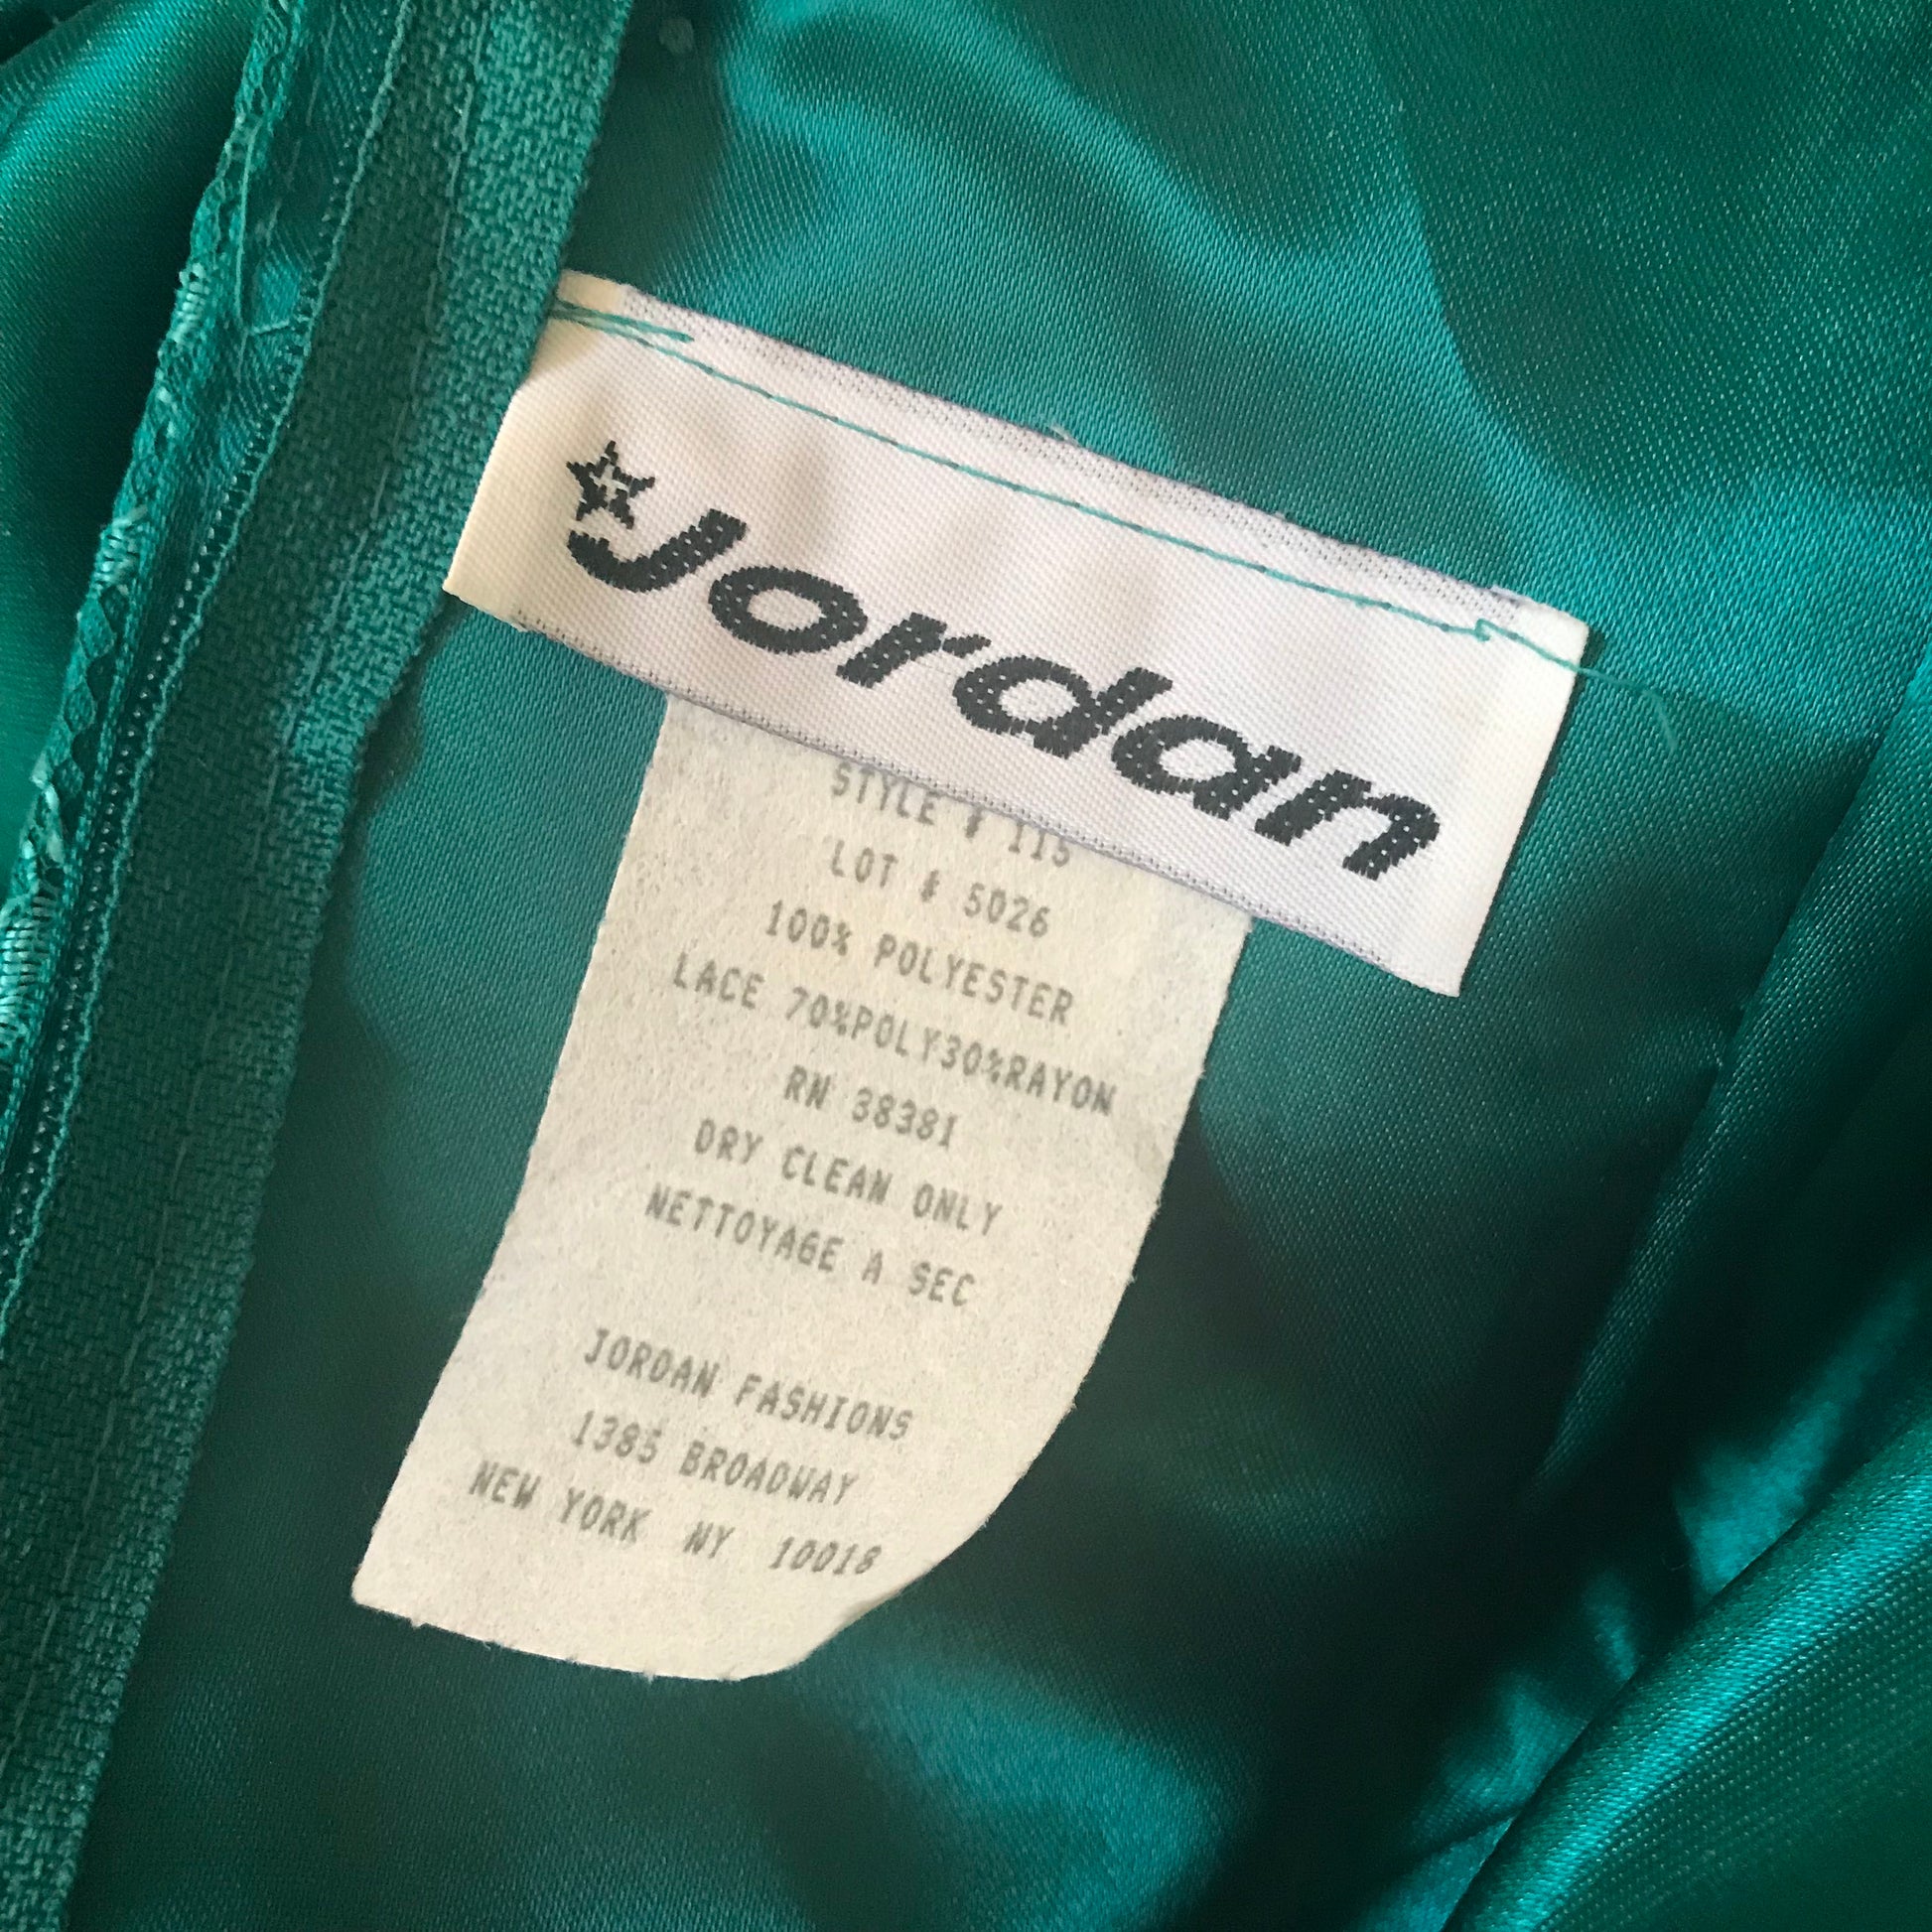 Jordan
STYLE # 115
LOT # 5026
100% POLYESTER
LACE 70%POLY30%RAYON
RN 38381
DRY CLEAN ONLY
NETTOYAGE A SEC
JORDAN FASHIONS
1385 BROADWAY
NEW YORK NY 10018